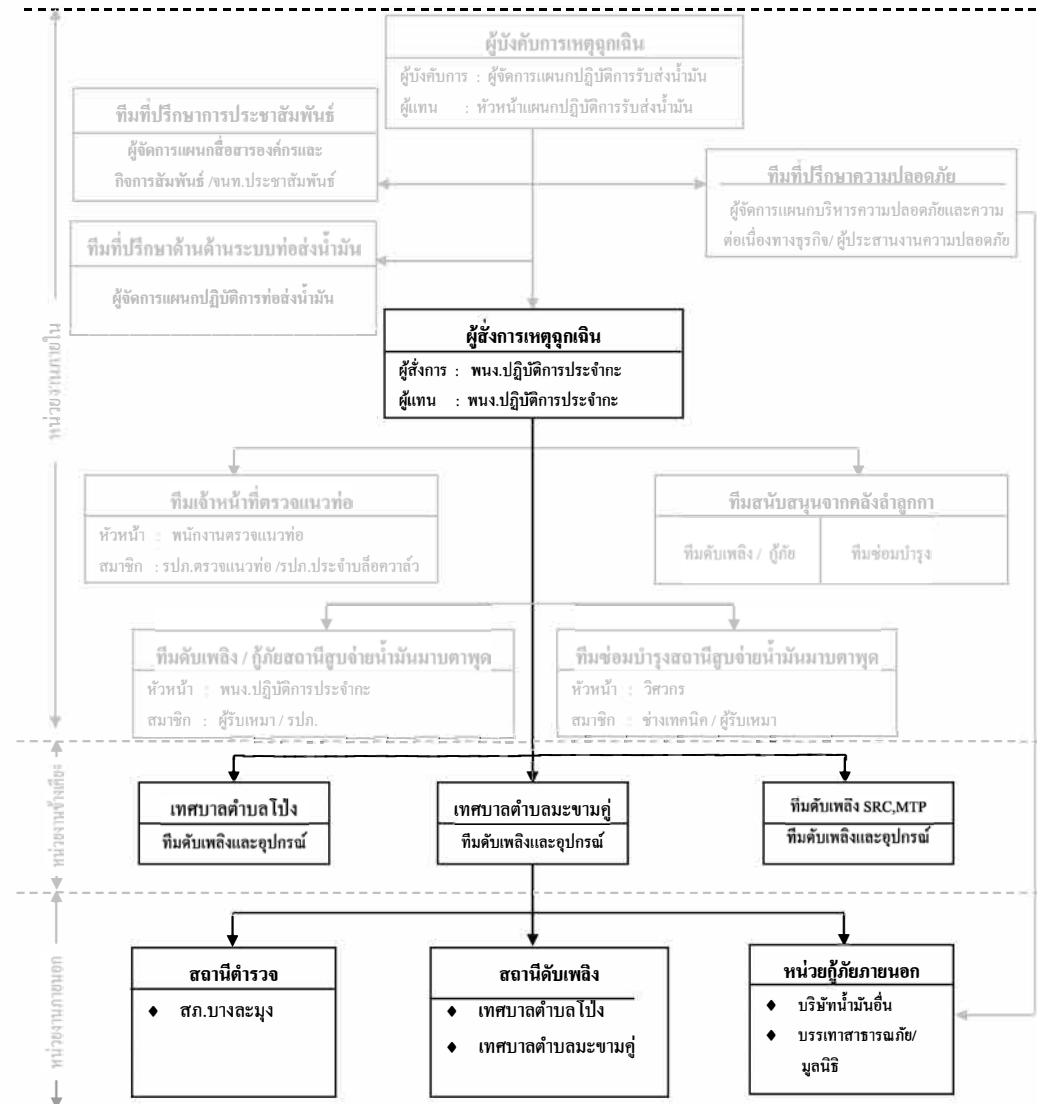 ผู้บังคับการเหตุฉุกเฉิน
ผู้บังคับการ : ผู้จัดการแผนกปฏิบัติการรับส่งน้ำมัน
ผู้แทน : หัวหน้าแผนกปฏิบัติการรับส่งน้ำมัน
ทีมที่ปรึกษาการประชาสัมพันธ์
ผู้จัดการแผนกสื่อสารองค์กรและ
กิจการสัมพันธ์ /จนท.ประชาสัมพันธ์
ทีมที่ปรึกษาความปลอดภัย
ผู้จัดการแผนกบริหารความปลอดภัยและความ
ต่อเนื่องทางธุรกิจ/ ผู้ประสานงานความปลอดภัย
ทีมที่ปรึกษาด้านด้านระบบท่อส่งน้ำมัน
ผู้จัดการแผนกปฏิบัติการท่อส่งน้ำมัน
หน่วยงานภายใน
ผู้สั่งการเหตุฉุกเฉิน
ผู้สั่งการ : พนง.ปฏิบัติการประจำกะ
ผู้แทน : พนง.ปฏิบัติการประจำกะ
ทีมเจ้าหน้าที่ตรวจแนวท่อ
หัวหน้า : พนักงานตรวจแนวท่อ
สมาชิก : รปภ.ตรวจแนวท่อ /รปภ.ประจำบล็อควาล์ว
ทีมสนับสนุนจากคลังลำลูกกา
ทีมดับเพลิง / กู้ภัย
ทีมซ่อมบำรุง
ทีมดับเพลิง / กู้ภัยสถานีสูบจ่ายน้ำมันมาบตาพุด
หัวหน้า : พนง.ปฏิบัติการประจำกะ
สมาชิก : ผู้รับเหมา / รปภ.
ทีมซ่อมบำรุงสถานีสูบจ่ายน้ำมันมาบตาพุด
หัวหน้า : วิศวกร
สมาชิก : ช่างเทคนิค / ผู้รับเหมา
หน่วยงานข้างเคียง
เทศบาลตำบลโป่ง
ทีมดับเพลิงและอุปกรณ์
เทศบาลตำบลมะขามคู่
ทีมดับเพลิงและอุปกรณ์
ทีมดับเพลิง SRC,MTP
ทีมดับเพลิงและอุปกรณ์
หน่วยงานภายนอก
สถานีตำรวจ
♦ สภ.บางละมุง
สถานีดับเพลิง
♦ เทศบาลตำบลโป่ง
♦ เทศบาลตำบลมะขามคู่
หน่วยกู้ภัยภายนอก
♦ บริษัทน้ำมันอื่น
♦ บรรเทาสาธารณภัย/
มูลนิธิ